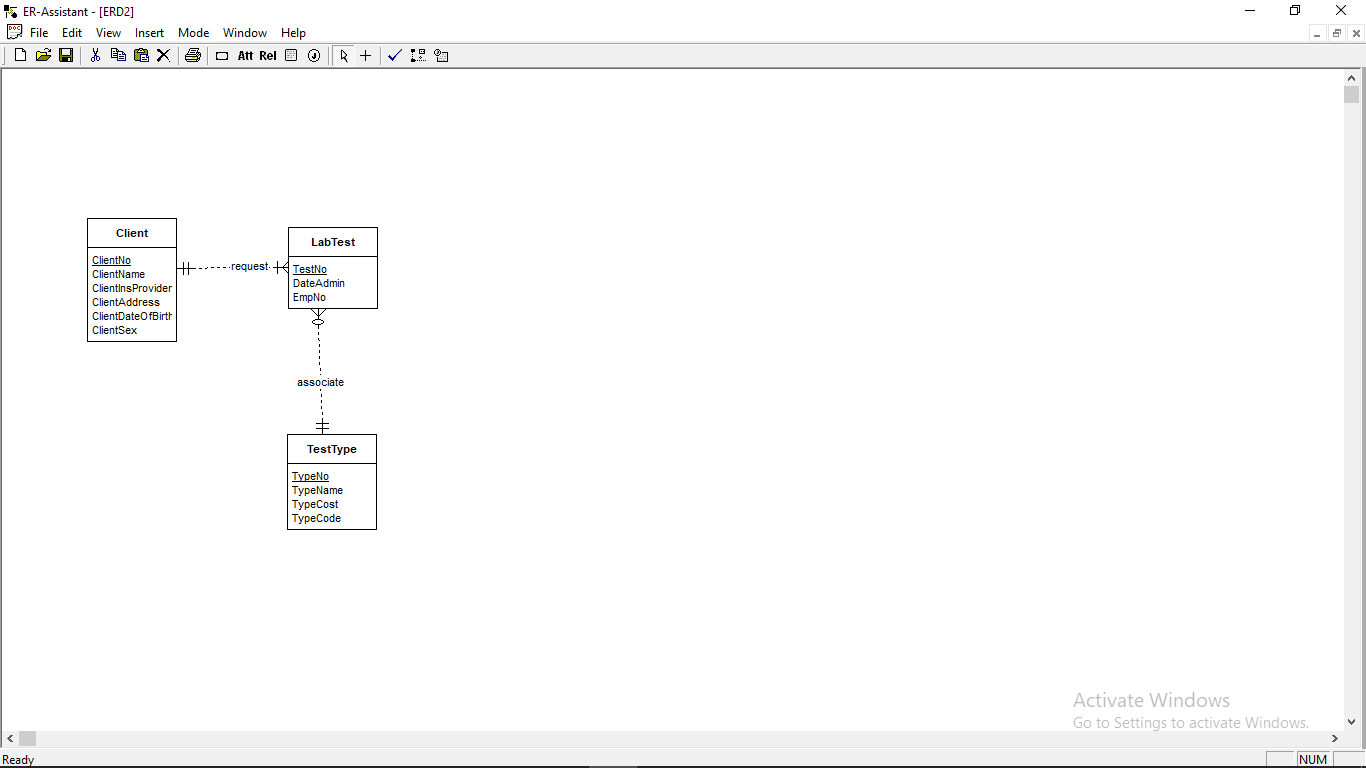 ER-Assistant - [ERD2]
File Edit View Insert Mode Window Help
Att Rel
Client
ClientNo
ClientName
ClientInsProvider
ClientAddress
ClientDateOfBirth
ClientSex
request
LabTest
TestNo
DateAdmin
EmpNo
associate
TestType
TypeNo
TypeName
TypeCost
TypeCode
Activate Windows
Go to Settings to activate Windows.
Ready NUM